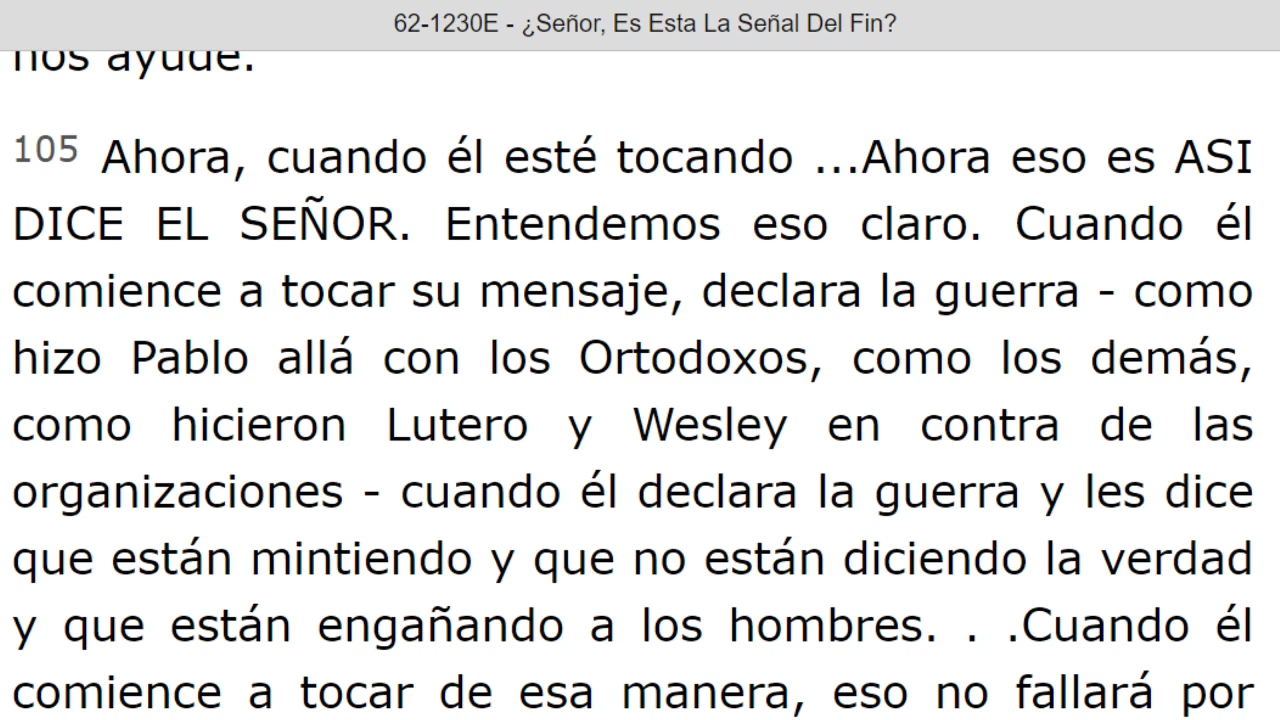 62-1230E - ¿Señor, Es Esta La Señal Del Fin?
nos ayude.
105 Ahora, cuando él esté tocando ...Ahora eso es ASI
DICE EL SEÑOR. Entendemos eso claro. Cuando él
comience a tocar su mensaje, declara la guerra - como
hizo Pablo allá con los Ortodoxos, como los demás,
como hicieron Lutero y Wesley en contra de las
organizaciones - cuando él declara la guerra y les dice
que están mintiendo y que no están diciendo la verdad
y que están engañando a los hombres. . .Cuando él
comience a tocar de esa manera, eso no fallará por